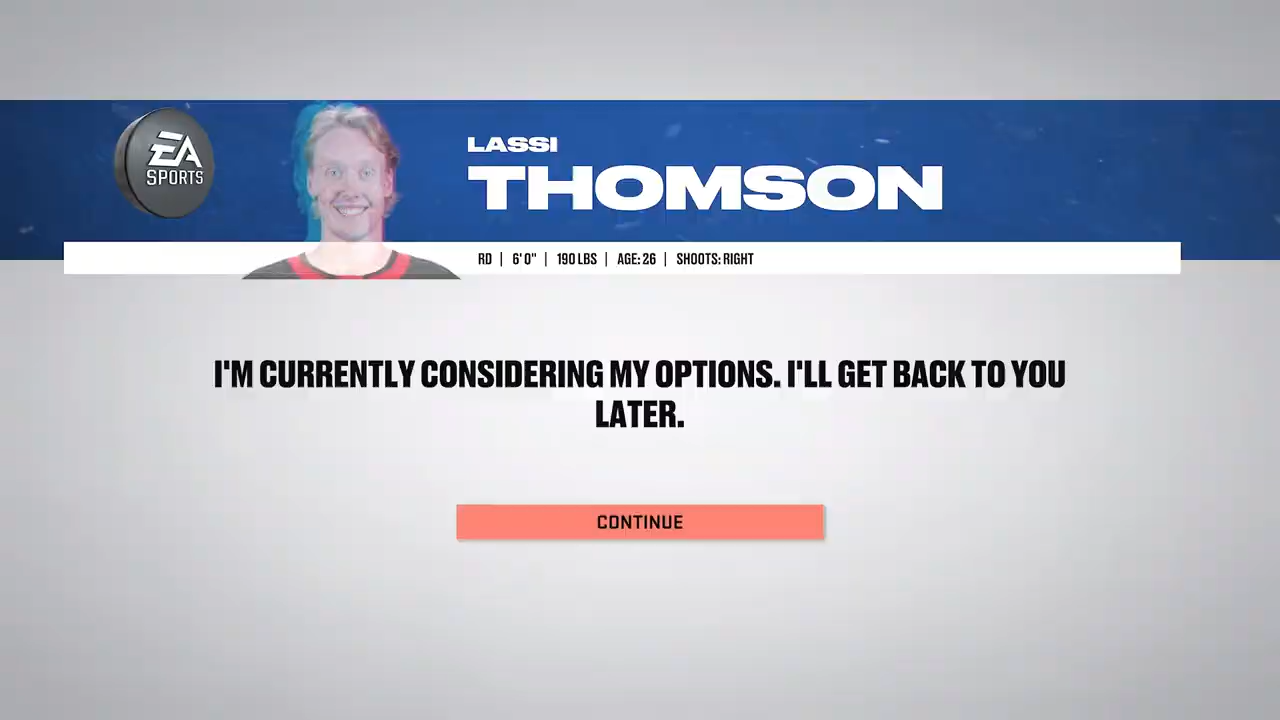 EA
SPORTS
LASSI
THOMSON
RD | 6' 0" | 190 LBS | AGE: 26 | SHOOTS: RIGHT
I'M CURRENTLY CONSIDERING MY OPTIONS. I'LL GET BACK TO YOU
LATER.
CONTINUE